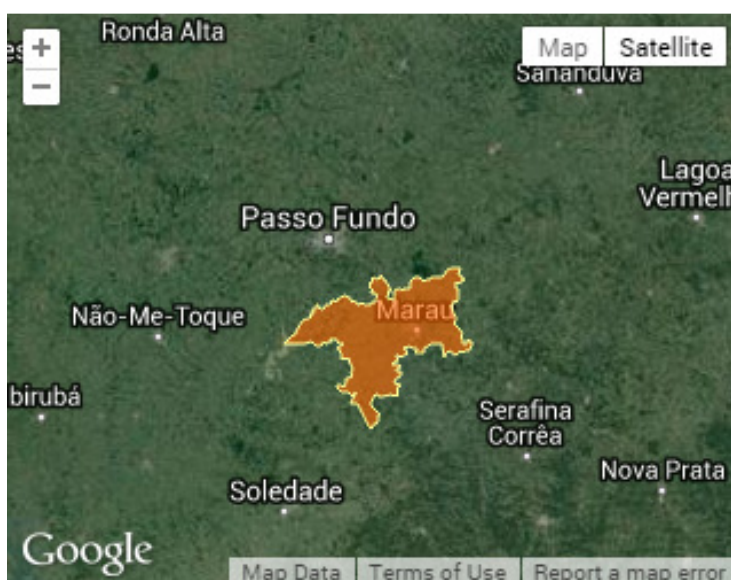 Ronda Alta
es
+
−
Map
Satellite
Sananduva
Lagoa
Vermelh
Passo Fundo
Não-Me-Toque
Marau
birubá
Serafina
Corrêa
Nova Prata
Soledade
Google
Map Data
Terms of Use
Report a map error